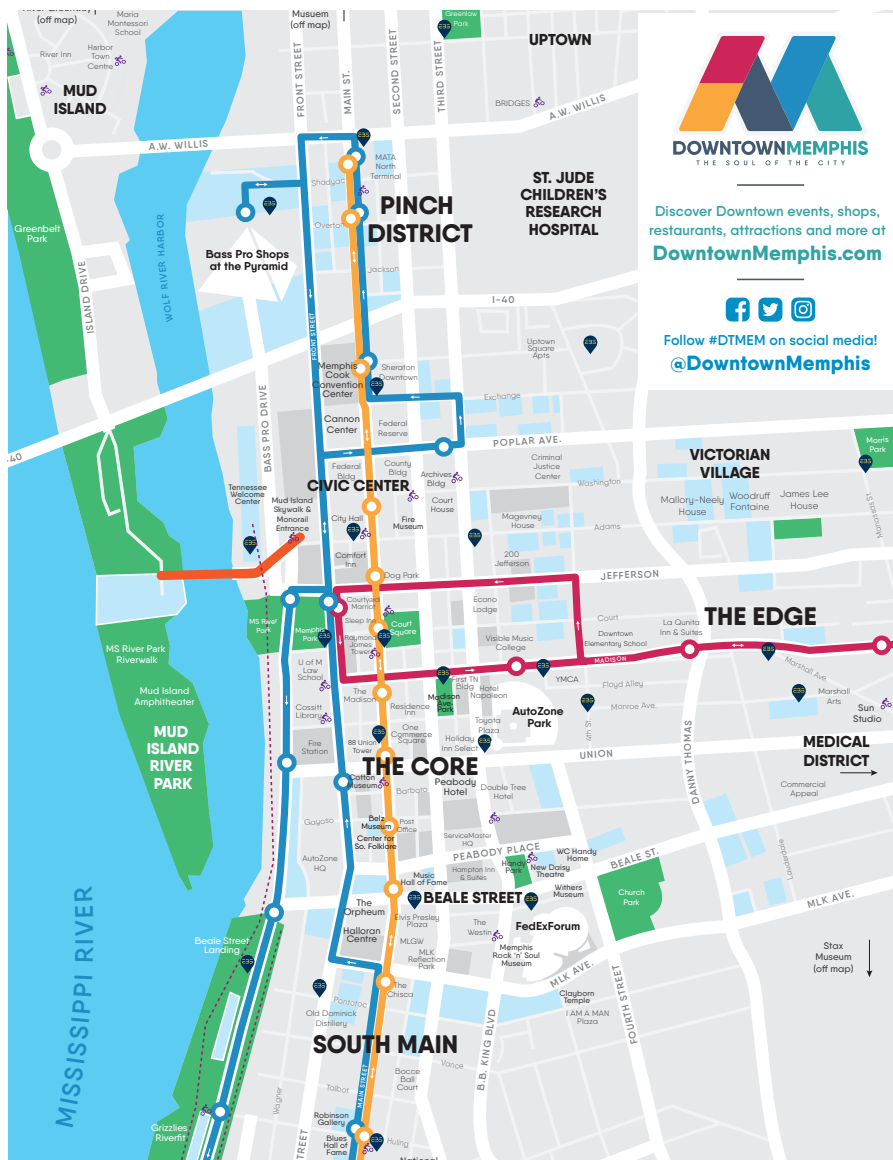 (off map)
Maria
Montessori
School
Musuem
(off map)
Greenlaw
Park
UPTOWN
River Inn
Harbor
Town
Centre
MUD
ISLAND
FRONT STREET
MAIN ST.
SECOND STREET
THIRD STREET
BRIDGES
A.W. WILLIS
A.W. WILLIS
DOWNTOWNMEMPHIS
THE SOUL OF THE CITY
Discover Downtown events, shops,
restaurants, attractions and more at
DowntownMemphis.com
Follow #DTMEM on social media!
@DowntownMemphis
MATA
North
Terminal
Shadyac
PINCH
DISTRICT
Overton
ST. JUDE
CHILDREN'S
RESEARCH
HOSPITAL
Greenbelt
Park
WOLF RIVER HARBOR
ISLAND DRIVE
Bass Pro Shops
at the Pyramid
Jackson
I-40
FRONT STREET
Uptown
Square
Apts
Memphis
Cook
Convention
Center
Sheraton
Downtown
BASS PRO DRIVE
Exchange
Cannon
Center
Federal
Reserve
POPLAR AVE.
-40
Morris
Park
Federal
Bldg
County
Bldg
Archives
Bldg
Criminal
Justice
Center
Washington
VICTORIAN
VILLAGE
CIVIC CENTER
Tennessee
Welcome
Center
Mud Island
Skywalk &
Monorail
Entrance
City Hall
Fire
Museum
Court
House
Magevney
House
Adams
Mallory-Neely
House
Woodruff
Fontaine
James Lee
House
Manassas St.
Comfort
Inn
200
Jefferson
Dog Park
JEFFERSON
Courtyard
Marriot
Econo
Lodge
MS River
Park
Memphis
Park
Sleep Inn
Court
Square
Raymond
James
Tower
Visible Music
College
Court
Downtown
Elementary School
La Qunita
Inn & Suites
THE EDGE
MADISON
MS River Park
Riverwalk
U of M
Law
School
Mud Island
Amphitheater
The
Madison
First TN
Bldg
Madison
Ave.
Park
Hotel
Napoleon
YMCA
Floyd Alley
Marshall Ave.
Marshall
Arts
Cossitt
Library
Residence
Inn
AutoZone
Park
Monroe Ave.
Sun
Studio
MUD
ISLAND
RIVER
PARK
Fire
Station
88 Union
Tower
One
Commerce
Square
Toyota
Plaza
Holiday
Inn Select
4th St.
UNION
DANNY THOMAS
MEDICAL
DISTRICT
THE CORE
Cotton
Museum
Barboro
Peabody
Hotel
Double Tree
Hotel
Commercial
Appeal
Gayoso
Belz
Museum
Post
Office
Center for
So. Folklore
ServiceMaster
HQ
Lauderdale
AutoZone
HQ
PEABODY PLACE
WC Handy
Home
BEALE ST.
Music
Hall of Fame
Hampton Inn
& Suites
Handy
Park
New Daisy
Theatre
Withers
Museum
Church
Park
MLK AVE.
BEALE STREET
The
Orpheum
Elvis Presley
Plaza
The
Westin
FedExForum
MISSISSIPPI RIVER
Beale Street
Landing
Halloran
Centre
MLGW
MLK
Reflection
Park
Memphis
Rock 'n' Soul
Museum
MLK AVE.
Stax
Museum
(off map)
The
Chisca
Pontotoc
Old Dominick
Distillery
Clayborn
Temple
I AM A MAN
Plaza
FOURTH STREET
SOUTH MAIN
B.B. KING BLVD
Vance
Bocce
Ball
Court
MAIN STREET
Talbot
Wagner
Robinson
Gallery
Grizzlies
Riverfit
Blues
Hall of
Fame
Huling
STREET